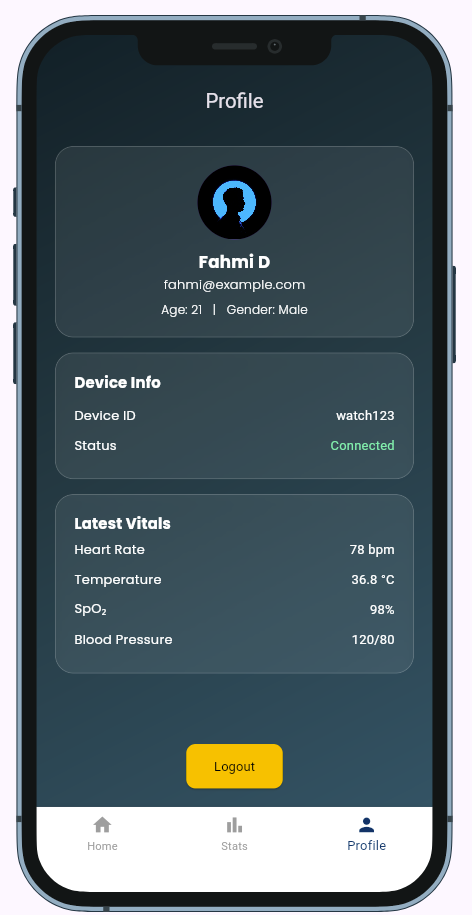 Profile
Fahmi D
fahmi@example.com
Age: 21 | Gender: Male
Device Info
Device ID watch123
Status Connected
Latest Vitals
Heart Rate 78 bpm
Temperature 36.8 °C
SpO₂ 98%
Blood Pressure 120/80
Logout
Home Stats Profile